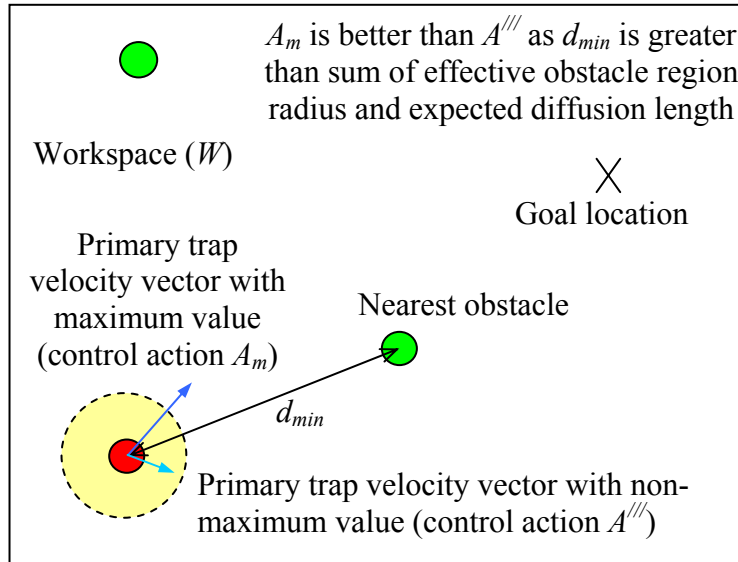 A_m is better than A^/// as d_min is greater
than sum of effective obstacle region
radius and expected diffusion length
Workspace (W)
Goal location
Primary trap
velocity vector with
maximum value
(control action A_m)
Nearest obstacle
d_min
Primary trap velocity vector with non-
maximum value (control action A^///)